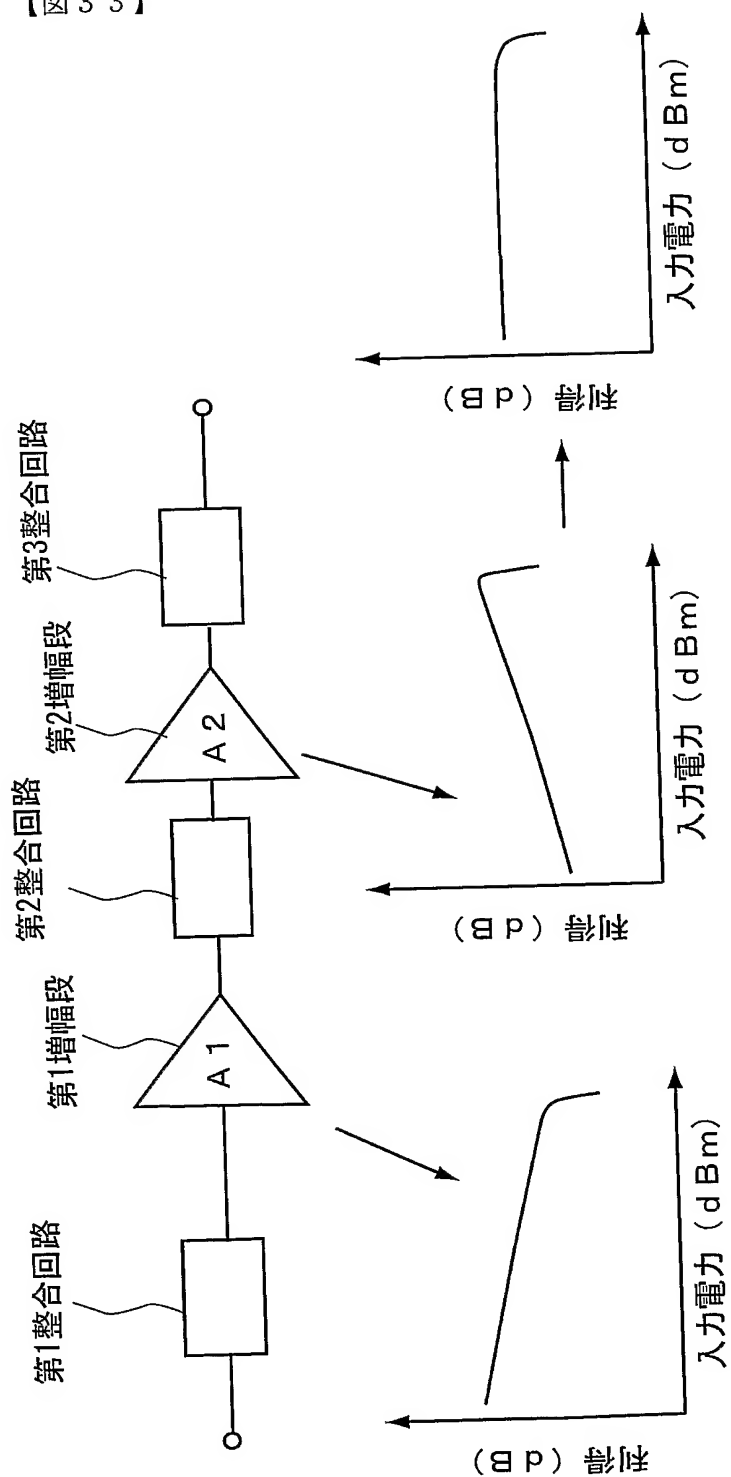 【図33】
第1整合回路
第1増幅段
A1
第2整合回路
第2増幅段
A2
第3整合回路
利得(dB)
入力電力(dBm)
利得(dB)
入力電力(dBm)
利得(dB)
入力電力(dBm)